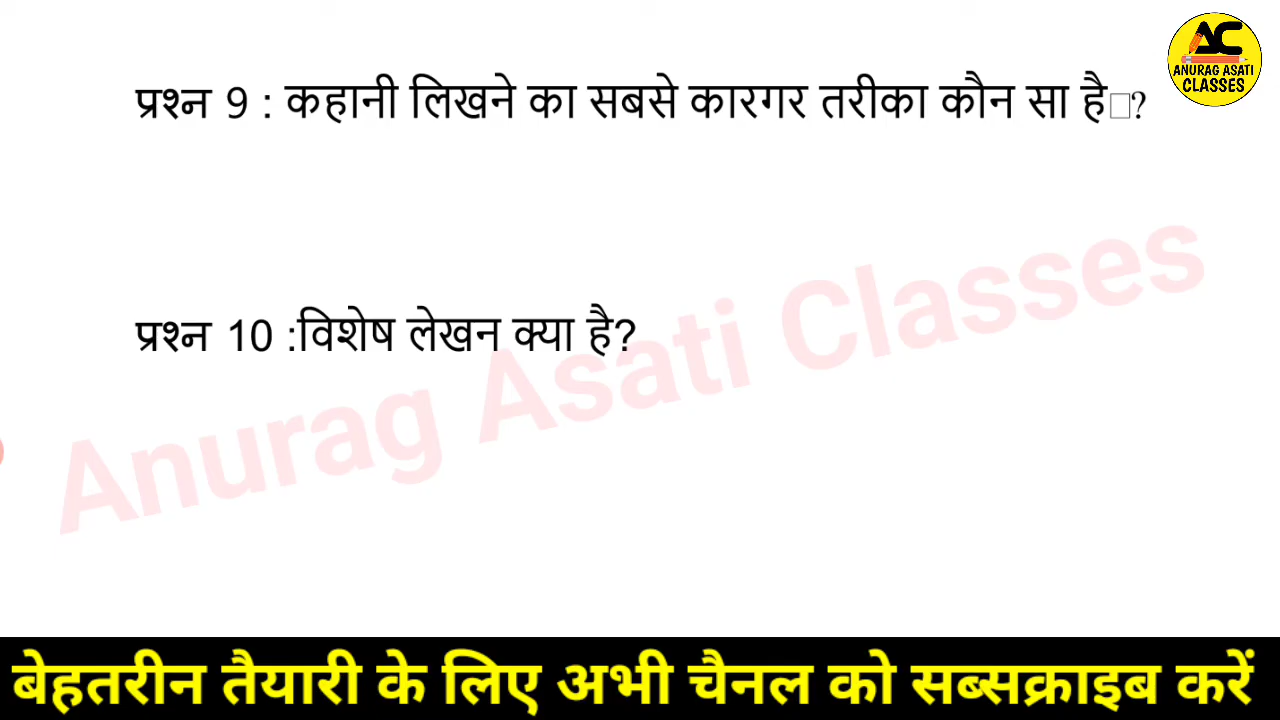 AC
ANURAG ASATI
CLASSES
प्रश्न 9 : कहानी लिखने का सबसे कारगर तरीका कौन सा है□?
प्रश्न 10 :विशेष लेखन क्या है?
Anurag Asati Classes
बेहतरीन तैयारी के लिए अभी चैनल को सब्सक्राइब करें